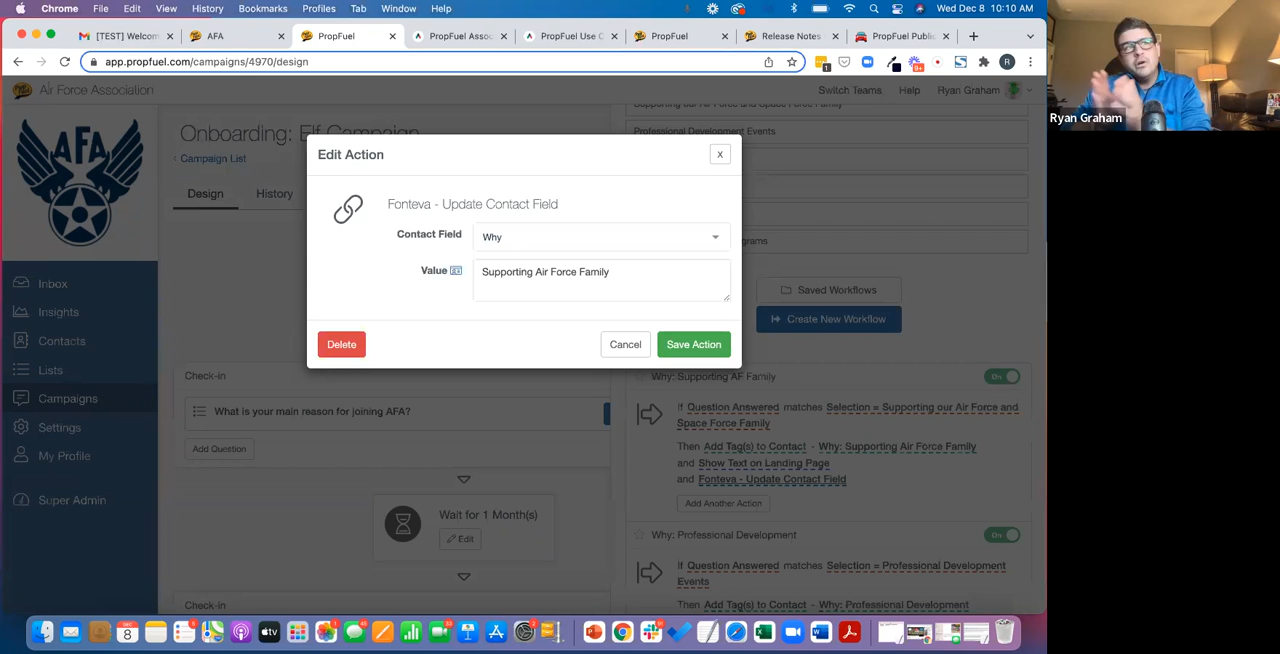 Chrome File Edit View History Bookmarks Profiles Tab Window Help
Wed Dec 8 10:10 AM
[TEST] Welcom
AFA
PropFuel
PropFuel Assoc
PropFuel Use C
PropFuel
Release Notes
PropFuel Public
app.propfuel.com/campaigns/4970/design
Air Force Association
Switch Teams Help Ryan Graham
Ryan Graham
AFA
Inbox
Insights
Contacts
Lists
Campaigns
Settings
My Profile
Super Admin
Onboarding: Elf Campaign
Campaign List
Design History
Supporting our Air Force and Space Force Family
Professional Development Events
grams
Edit Action
X
Fonteva - Update Contact Field
Contact Field Why
Value Supporting Air Force Family
Delete Cancel Save Action
Saved Workflows
Create New Workflow
Check-in
What is your main reason for joining AFA?
Add Question
Wait for 1 Month(s)
Edit
Check-in
Why: Supporting AF Family On
If Question Answered matches Selection = Supporting our Air Force and
Space Force Family
Then Add Tag(s) to Contact - Why: Supporting Air Force Family
and Show Text on Landing Page
and Fonteva - Update Contact Field
Add Another Action
Why: Professional Development On
If Question Answered matches Selection = Professional Development
Events
Then Add Tag(s) to Contact - Why: Professional Development